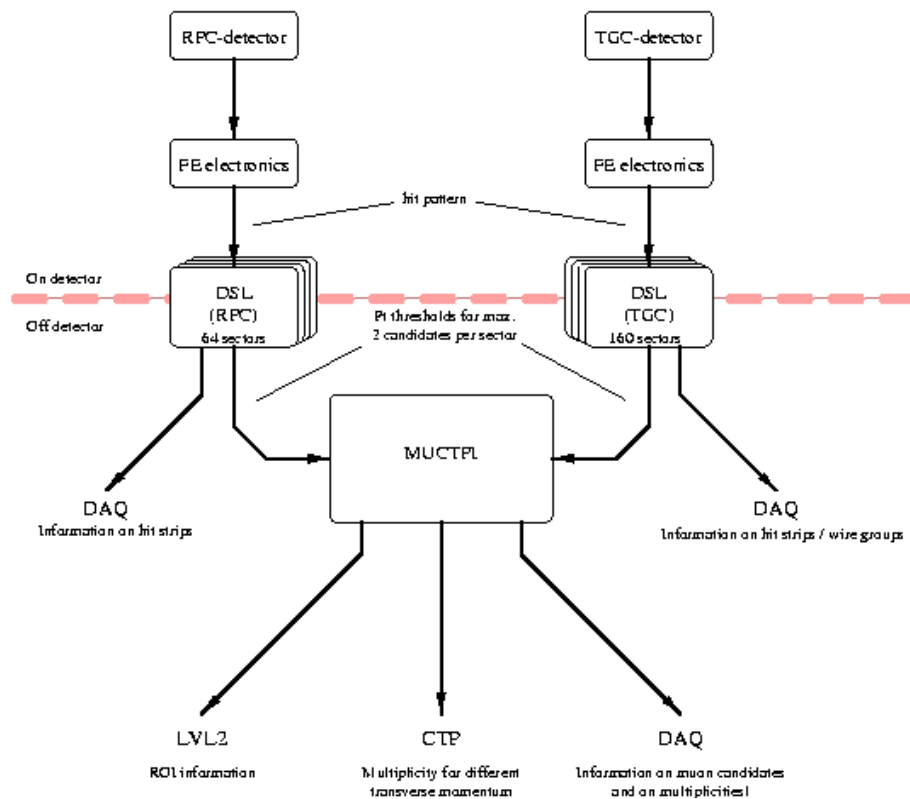 RPC-detector
TGC-detector
FE electronics
FE electronics
hit pattern
On detector
Off detector
DSL
(RPC)
64 sectors
Pt thresholds for max.
2 candidates per sector
DSL
(TGC)
160 sectors
MUCTPI
DAQ
Information on hit strips
DAQ
Information on hit strips / wire groups
LVL2
ROI information
CTP
Multiplicity for different
transverse momentum
DAQ
Information on muon candidates
and on multiplicities!